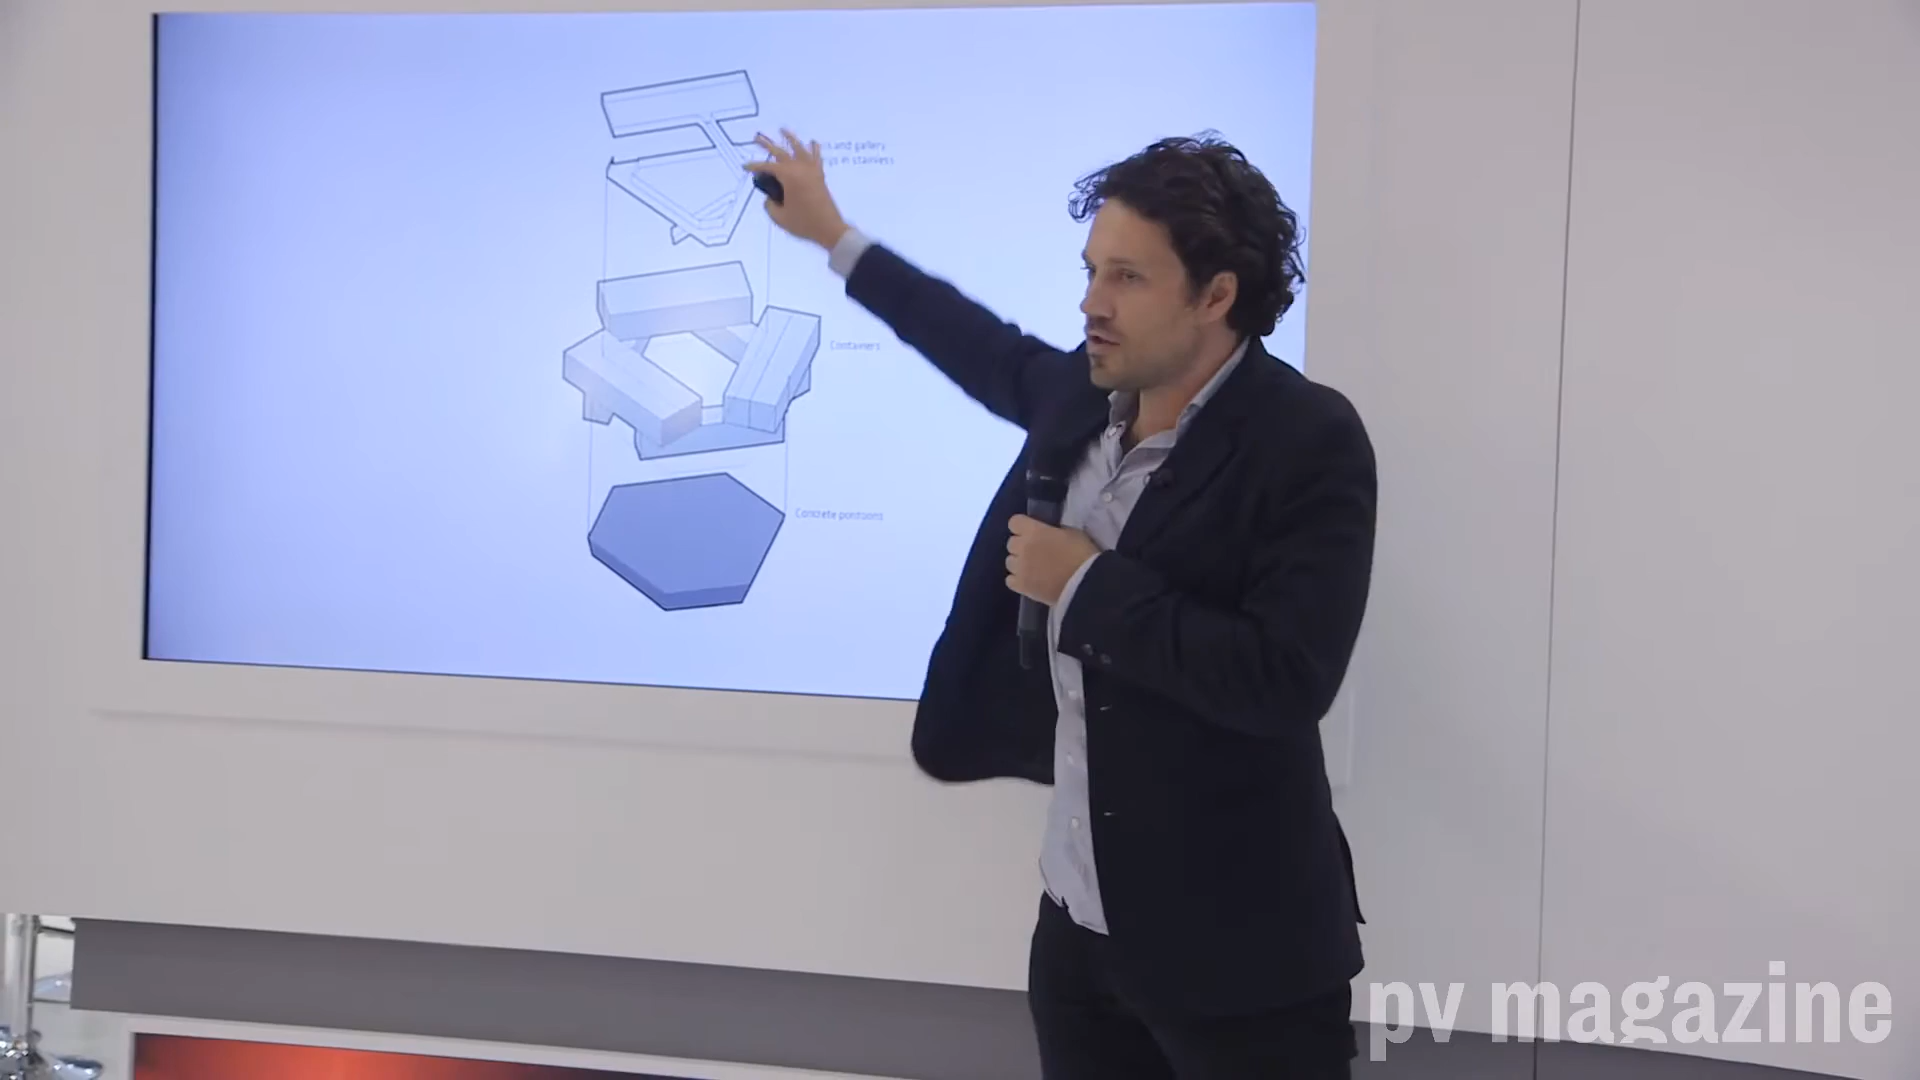 and gallery
in stainless
Containers
Concrete pontoons
pv magazine